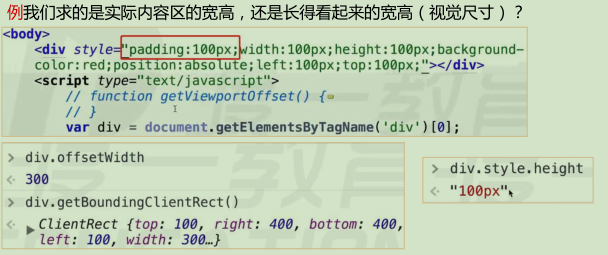 例我们求的是实际内容区的宽高，还是长得看起来的宽高（视觉尺寸）？
<body>
<div style="padding:100px;width:100px;height:100px;background-
color:red;position:absolute;left:100px;top:100px;"></div>
<script type="text/javascript">
// function getViewportOffset() {
// }
var div = document.getElementsByTagName('div')[0];
> div.offsetWidth
300
> div.getBoundingClientRect()
ClientRect {top: 100, right: 400, bottom: 400,
left: 100, width: 300…}
> div.style.height
"100px"